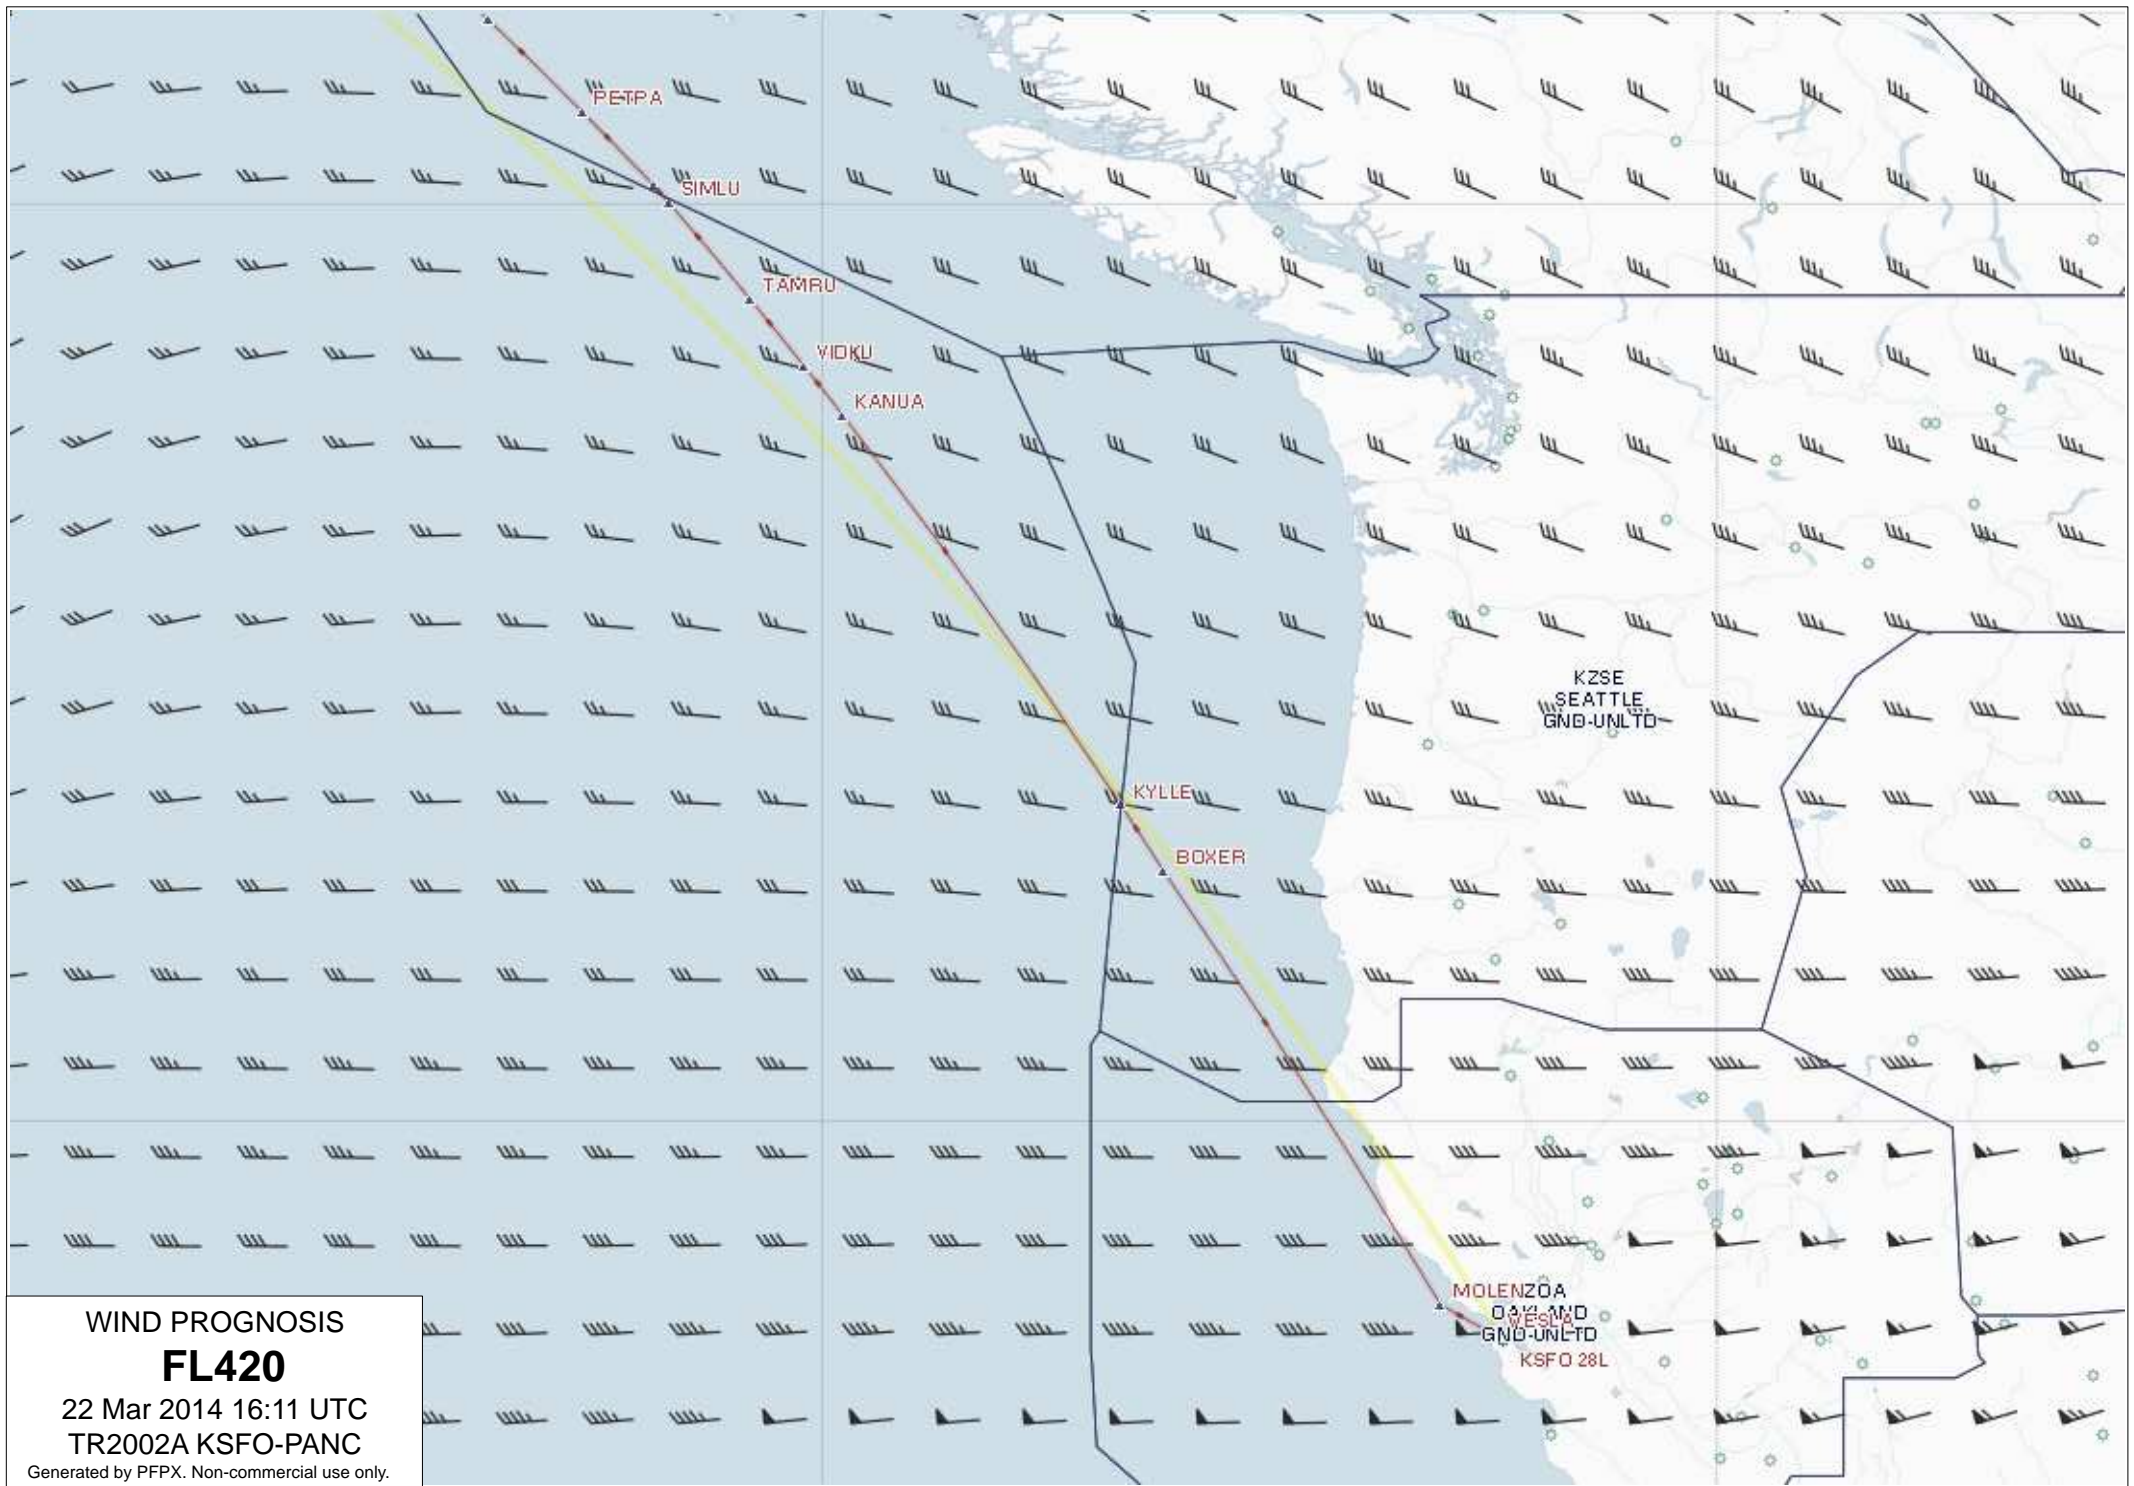 PETPA
SIMLU
TAMRU
VIDKU
KANUA
KZSE
SEATTLE
GND-UNLTD
KYLLE
BOXER
MOLEN
ZOA
OAKLAND
WESLA
GND-UNLTD
KSFO 28L
WIND PROGNOSIS
FL420
22 Mar 2014 16:11 UTC
TR2002A KSFO-PANC
Generated by PFPX. Non-commercial use only.